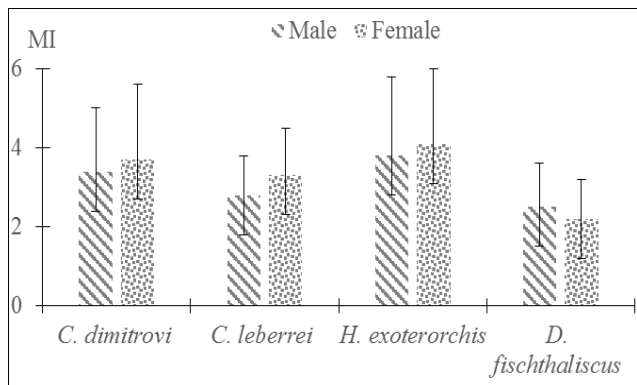 MI
Male Female
6
4
2
0
C. dimitrovi C. leberrei H. exoterorchis D.
fischthaliscus